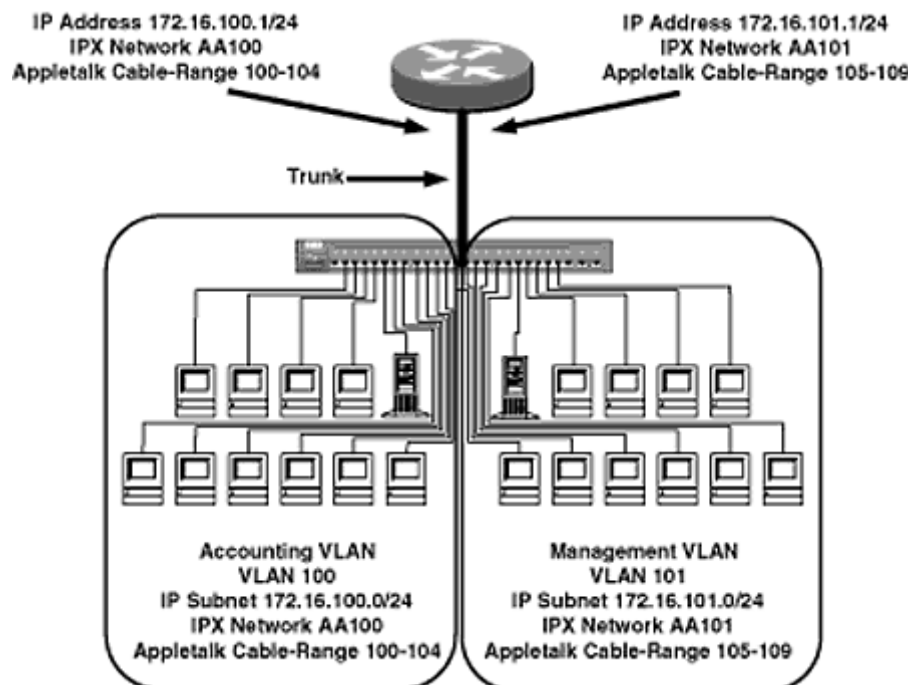 IP Address 172.16.100.1/24
IPX Network AA100
Appletalk Cable-Range 100-104
IP Address 172.16.101.1/24
IPX Network AA101
Appletalk Cable-Range 105-109
Trunk
Accounting VLAN
VLAN 100
IP Subnet 172.16.100.0/24
IPX Network AA100
Appletalk Cable-Range 100-104
Management VLAN
VLAN 101
IP Subnet 172.16.101.0/24
IPX Network AA101
Appletalk Cable-Range 105-109